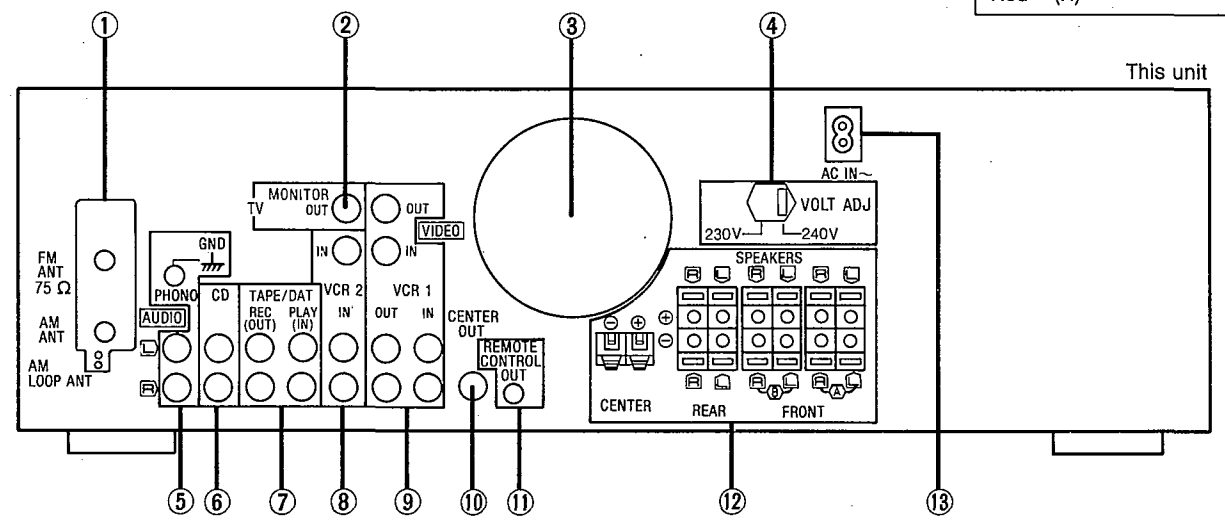 ① ② ③ ④
This unit
AC IN~
MONITOR
TV OUT OUT
VIDEO
VOLT ADJ
230V 240V
GND
IN IN
SPEAKERS
R L R L R L
FM
ANT
75 Ω
PHONO CD TAPE/DAT VCR 2 VCR 1
AUDIO REC PLAY IN OUT IN
(OUT) (IN)
CENTER
OUT
⊖ ⊕ ⊕
⊖
AM
ANT
L
REMOTE
CONTROL
OUT
AM
LOOP ANT
R
R L R L R L
B A
CENTER REAR FRONT
⑤ ⑥ ⑦ ⑧ ⑨ ⑩ ⑪ ⑫ ⑬